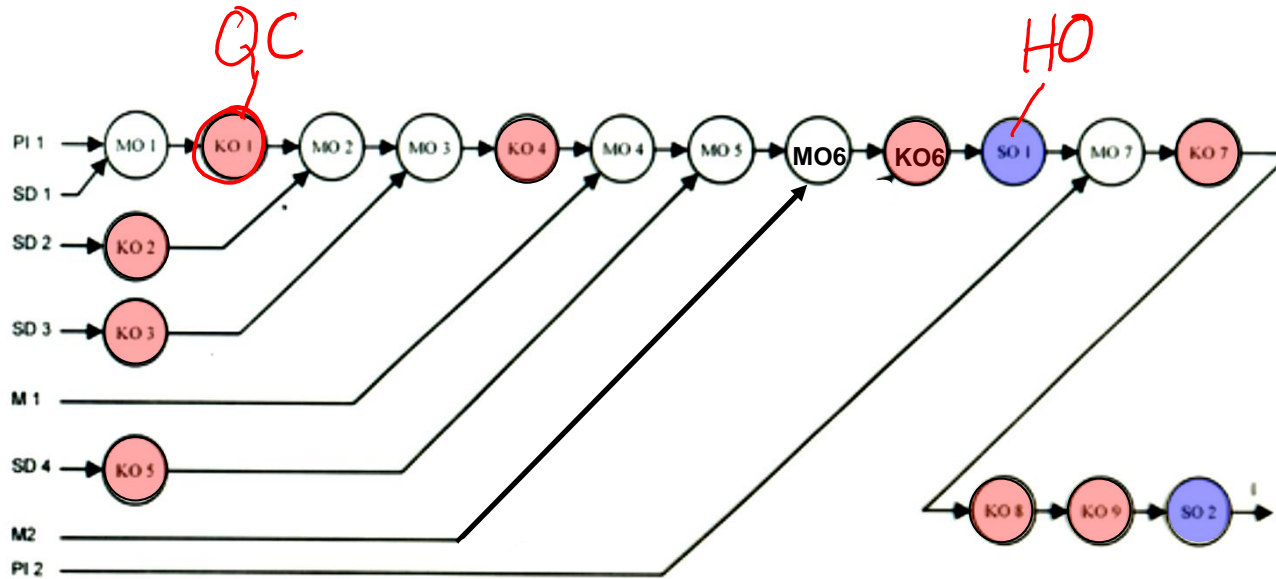 QC
HO
PI 1
MO 1
KO 1
MO 2
MO 3
KO 4
MO 4
MO 5
MO6
KO6
SO 1
MO 7
KO 7
SD 1
SD 2
KO 2
SD 3
KO 3
M 1
SD 4
KO 5
KO 8
KO 9
SO 2
M2
PI 2